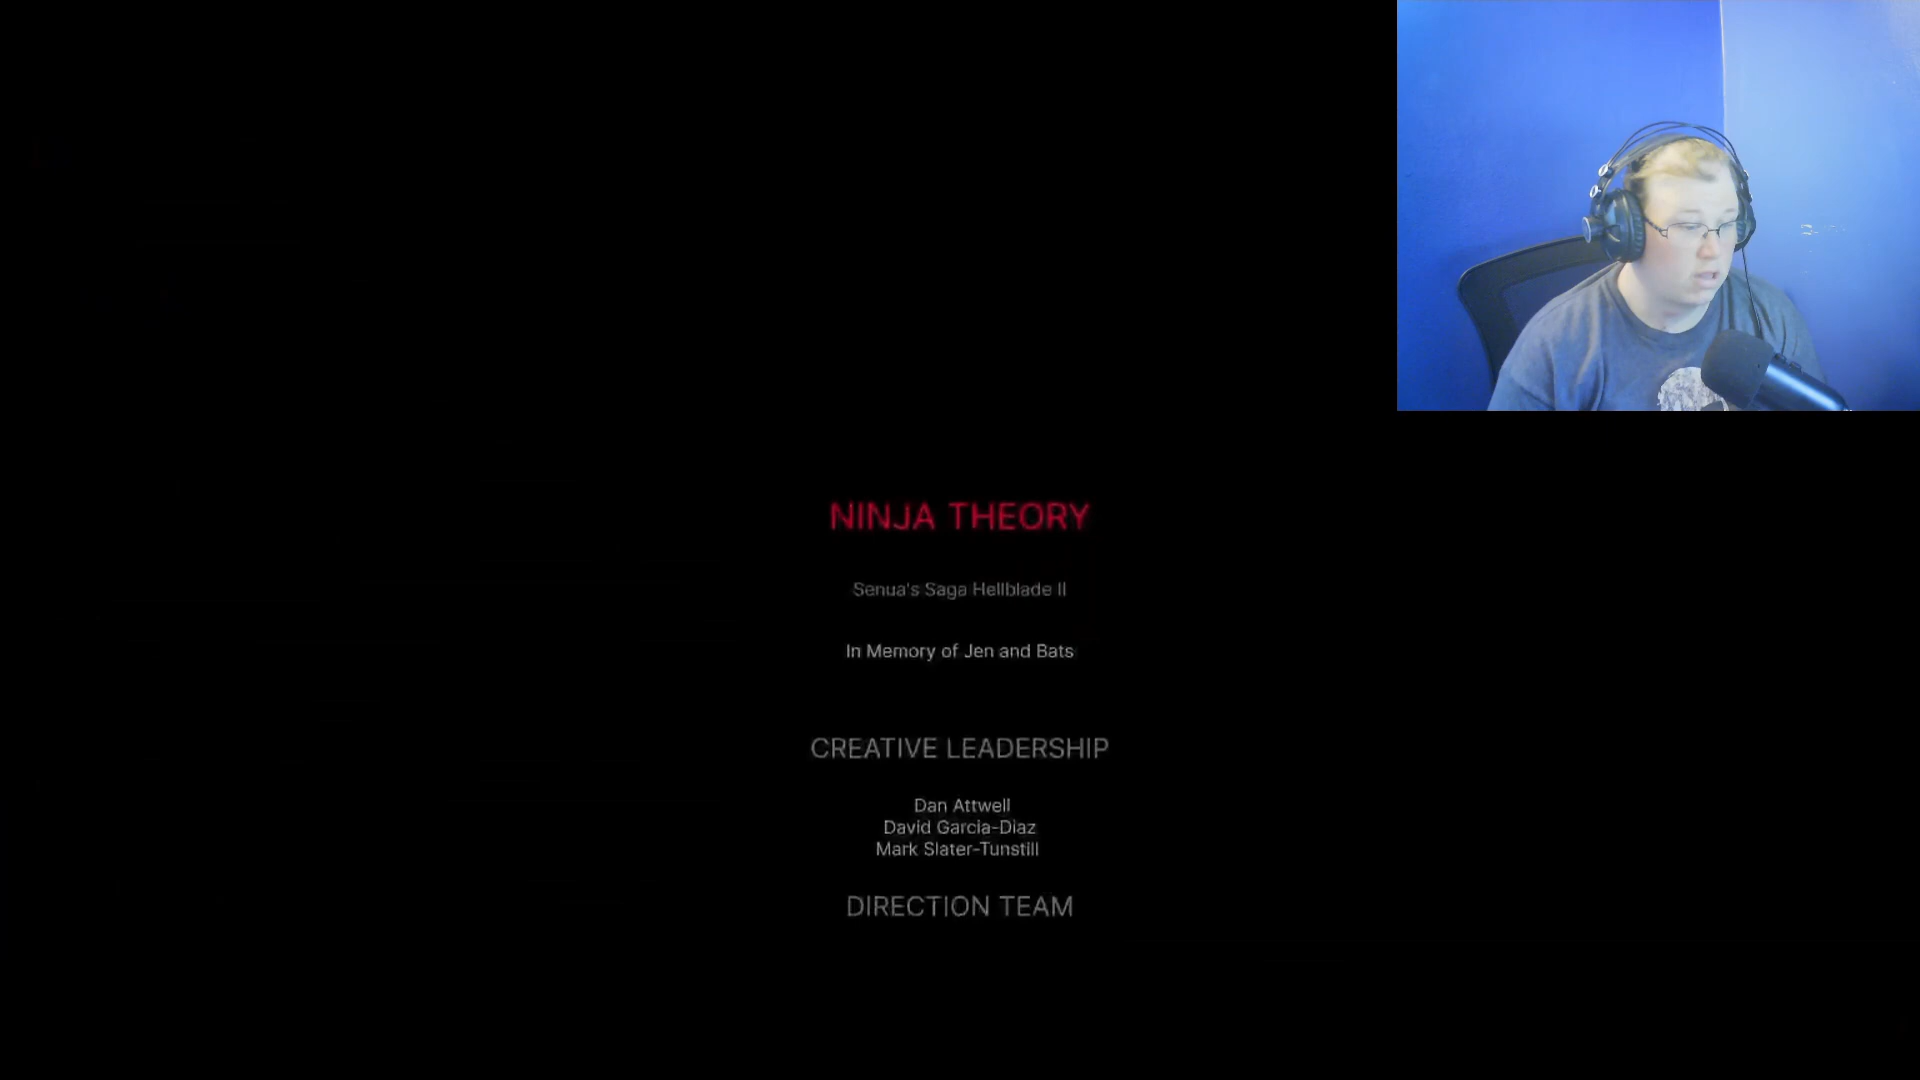 NINJA THEORY
Senua's Saga Hellblade II
In Memory of Jen and Bats
CREATIVE LEADERSHIP
Dan Attwell
David Garcia-Diaz
Mark Slater-Tunstill
DIRECTION TEAM